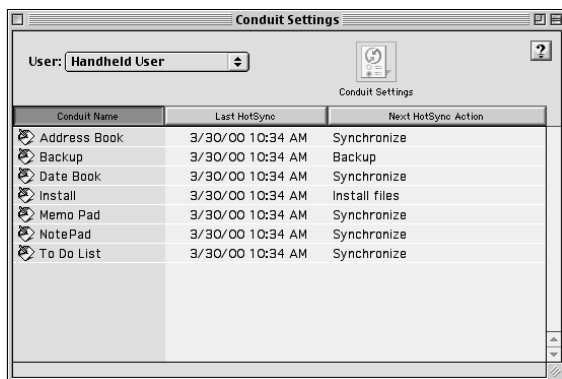 Conduit Settings
User: Handheld User
?
Conduit Settings
Conduit Name Last HotSync Next HotSync Action
Address Book 3/30/00 10:34 AM Synchronize
Backup 3/30/00 10:34 AM Backup
Date Book 3/30/00 10:34 AM Synchronize
Install 3/30/00 10:34 AM Install files
Memo Pad 3/30/00 10:34 AM Synchronize
NotePad 3/30/00 10:34 AM Synchronize
To Do List 3/30/00 10:34 AM Synchronize